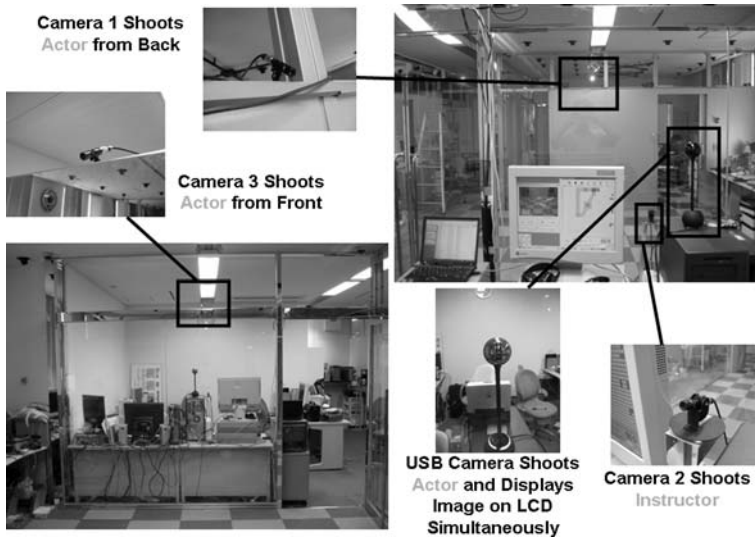 Camera 1 Shoots
Actor from Back
Camera 3 Shoots
Actor from Front
USB Camera Shoots
Actor and Displays
Image on LCD
Simultaneously
Camera 2 Shoots
Instructor